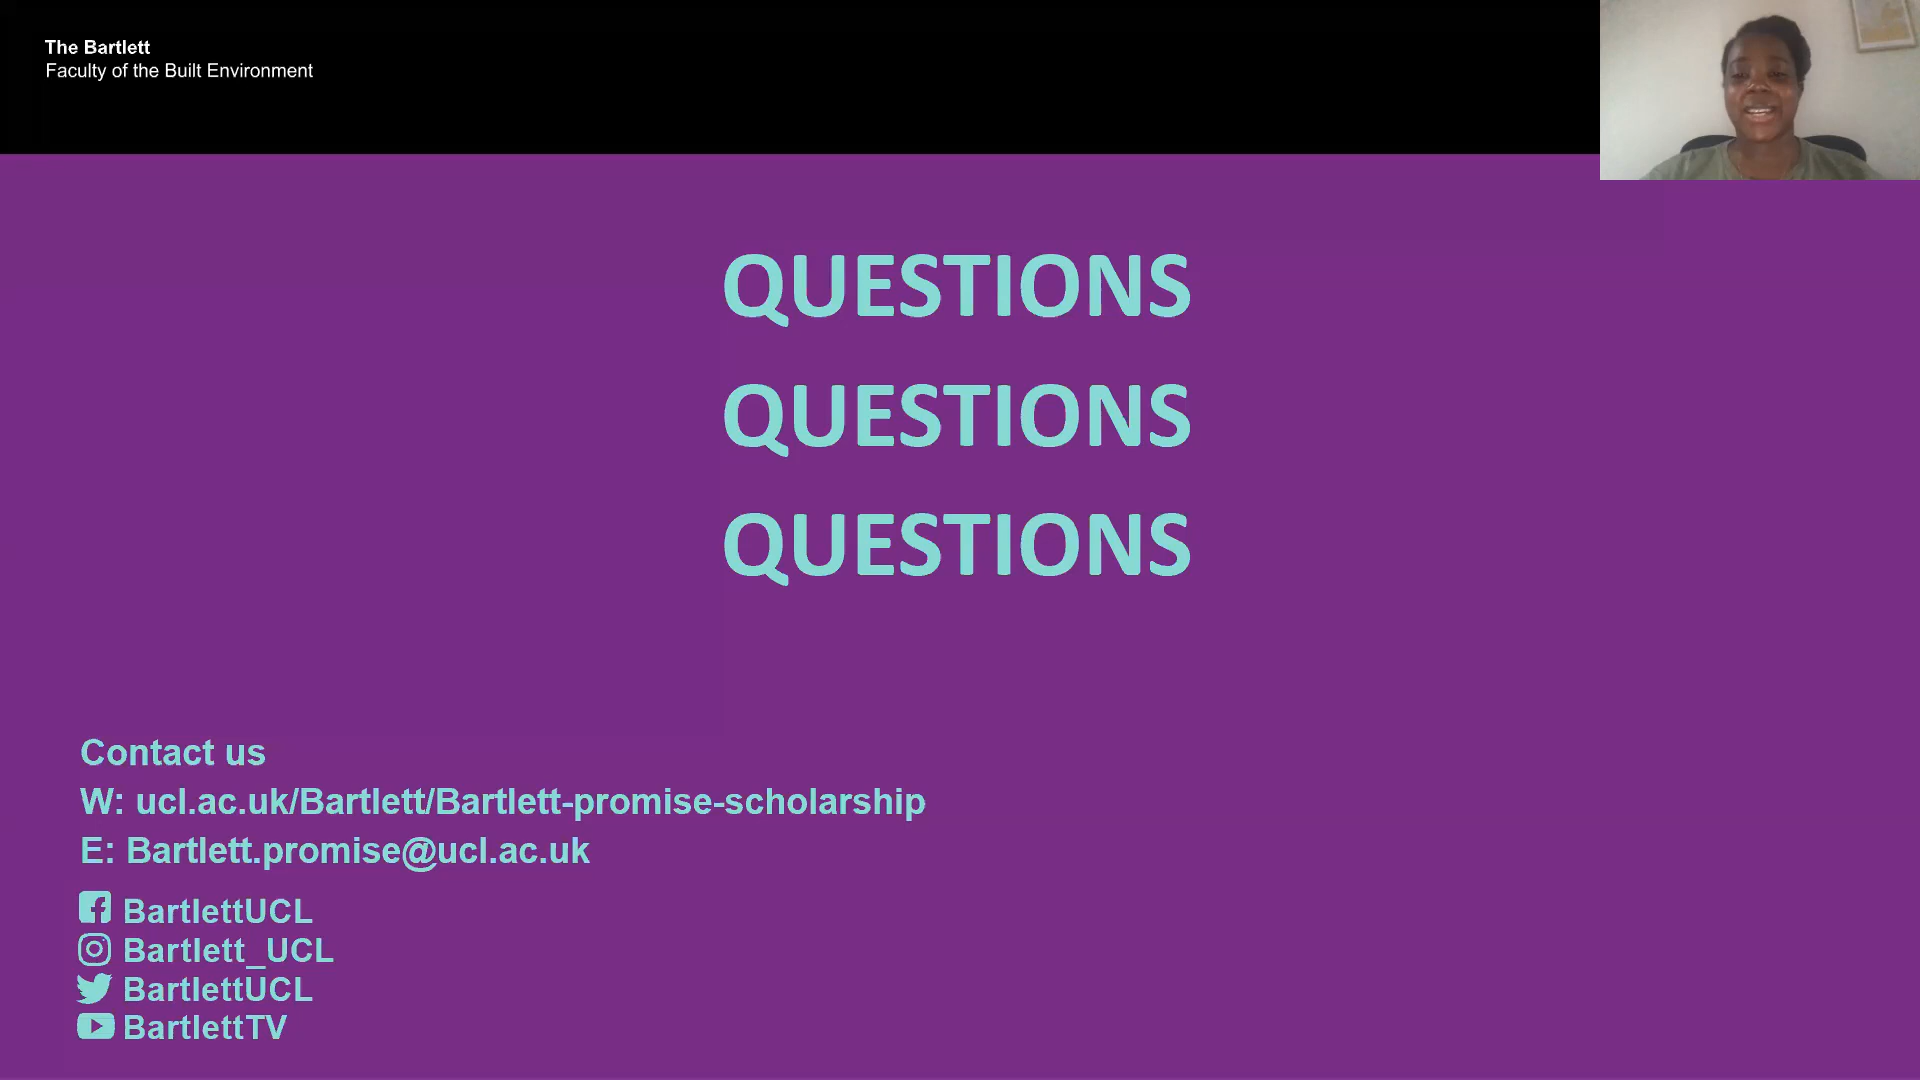 The Bartlett
Faculty of the Built Environment
QUESTIONS
QUESTIONS
QUESTIONS
Contact us
W: ucl.ac.uk/Bartlett/Bartlett-promise-scholarship
E: Bartlett.promise@ucl.ac.uk
BartlettUCL
Bartlett_UCL
BartlettUCL
BartlettTV